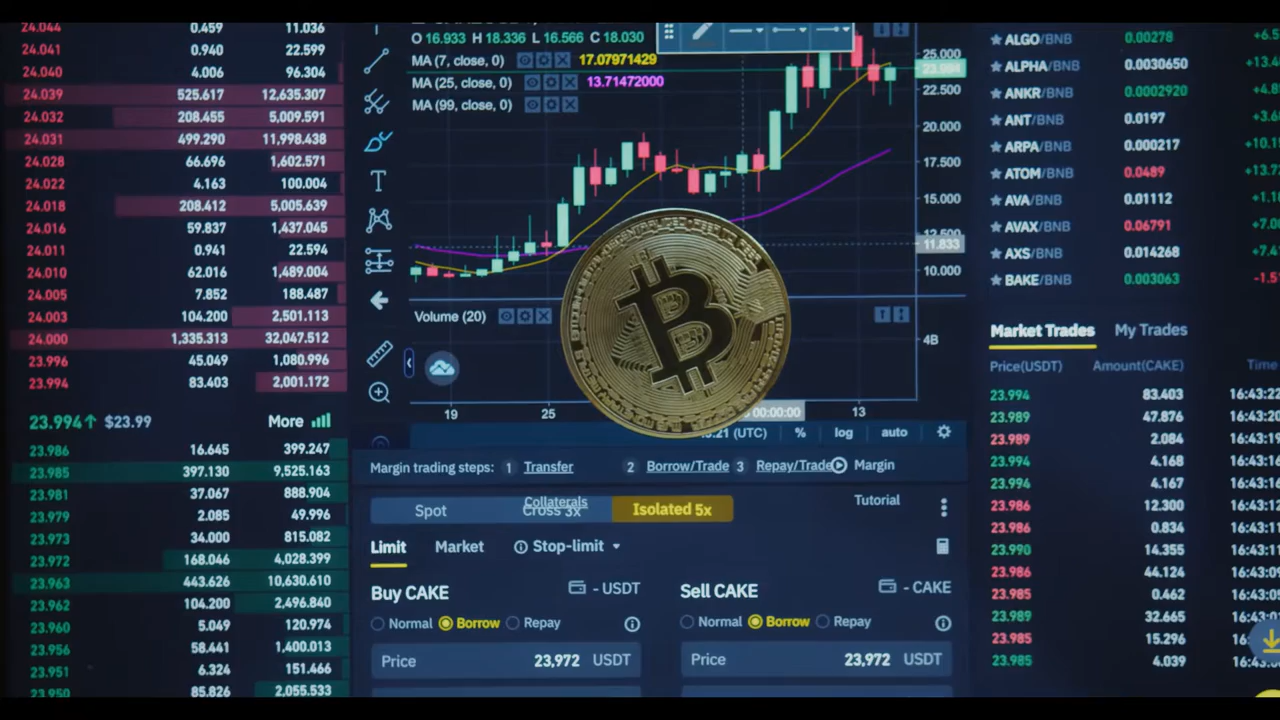 24.044 0.459 11.036
24.041 0.940 22.599
24.040 4.006 96.304
24.039 525.617 12,635.307
24.032 208.455 5,009.591
24.031 499.290 11,998.438
24.028 66.696 1,602.571
24.022 4.163 100.004
24.018 208.412 5,005.639
24.016 59.837 1,437.045
24.011 0.941 22.594
24.010 62.016 1,489.004
24.005 7.852 188.487
24.003 104.200 2,501.113
24.000 1,335.313 32,047.512
23.996 45.049 1,080.996
23.994 83.403 2,001.172
23.994↑ $23.99 More
23.986 16.645 399.247
23.985 397.130 9,525.163
23.981 37.067 888.904
23.979 2.085 49.996
23.973 34.000 815.082
23.972 168.046 4,028.399
23.963 443.626 10,630.610
23.962 104.200 2,496.840
23.960 5.049 120.974
23.956 58.441 1,400.013
23.951 6.324 151.466
23.950 85.826 2,055.533
O 16.933 H 18.336 L 16.566 C 18.030
MA (7, close, 0) 17.07971429
MA (25, close, 0) 13.71472000
MA (99, close, 0)
25.000
23.994
22.500
20.000
17.500
15.000
12.500
11.833
10.000
Volume (20)
4B
19 25 00:00:00 13
(UTC) % log auto
Margin trading steps: 1 Transfer 2 Borrow/Trade 3 Repay/Trade Margin
Collaterals Tutorial
Spot Cross 3x Isolated 5x
Limit Market Stop-limit
Buy CAKE - USDT
Normal Borrow Repay
Price 23,972 USDT
Sell CAKE - CAKE
Normal Borrow Repay
Price 23,972 USDT
ALGO/BNB 0.00278
ALPHA/BNB 0.0030650
ANKR/BNB 0.0002920
ANT/BNB 0.0197
ARPA/BNB 0.000217
ATOM/BNB 0.0489
AVA/BNB 0.01112
AVAX/BNB 0.06791
AXS/BNB 0.014268
BAKE/BNB 0.003063
Market Trades My Trades
Price(USDT) Amount(CAKE) Time
23.994 83.403 16:43:22
23.989 47.876
23.989 2.084
23.994 4.168
23.994 4.167
23.986 12.300
23.986 0.834
23.990 14.355
23.986 44.124
23.985 0.462
23.989 32.665
23.985 15.296
23.985 4.039